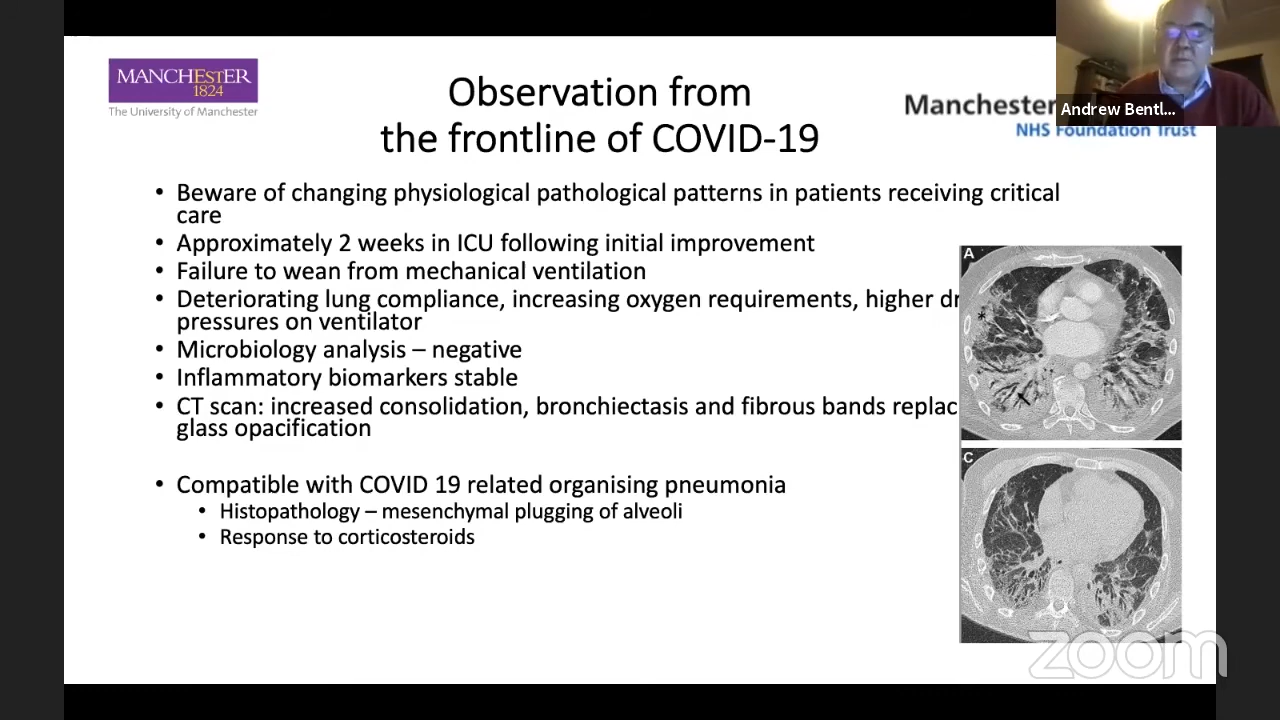 MANCHESTER
1824
The University of Manchester
Observation from
the frontline of COVID-19
Manchester
NHS Foundation Trust
Andrew Bentl...
• Beware of changing physiological pathological patterns in patients receiving critical
care
• Approximately 2 weeks in ICU following initial improvement
• Failure to wean from mechanical ventilation
• Deteriorating lung compliance, increasing oxygen requirements, higher
pressures on ventilator
• Microbiology analysis – negative
• Inflammatory biomarkers stable
• CT scan: increased consolidation, bronchiectasis and fibrous bands replac
glass opacification
• Compatible with COVID 19 related organising pneumonia
• Histopathology – mesenchymal plugging of alveoli
• Response to corticosteroids
A
*
C
zoom